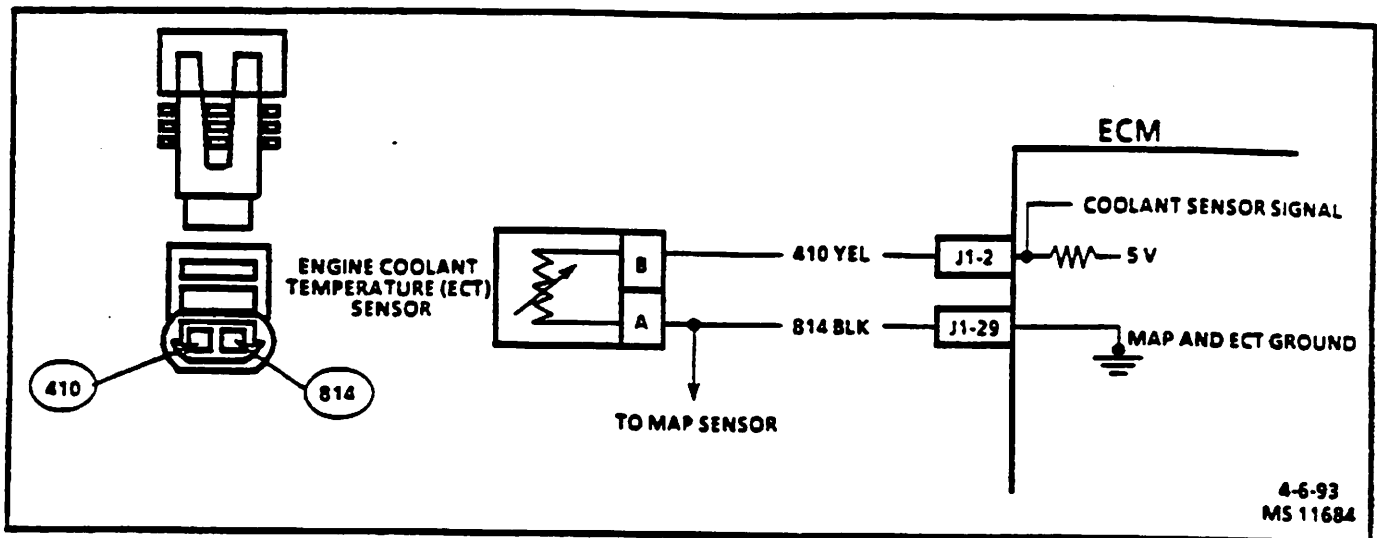 ECM
COOLANT SENSOR SIGNAL
ENGINE COOLANT
TEMPERATURE (ECT)
SENSOR
B
410 YEL
J1-2
5 V
A
814 BLK
J1-29
MAP AND ECT GROUND
410
814
TO MAP SENSOR
4-6-93
MS 11684